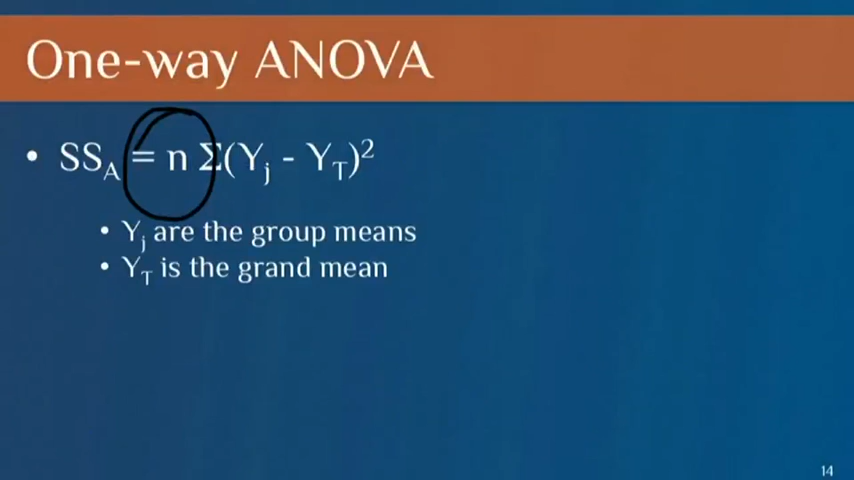 One-way ANOVA
• SS_A = n Σ(Y_j - Y_T)²
• Y_j are the group means
• Y_T is the grand mean
14